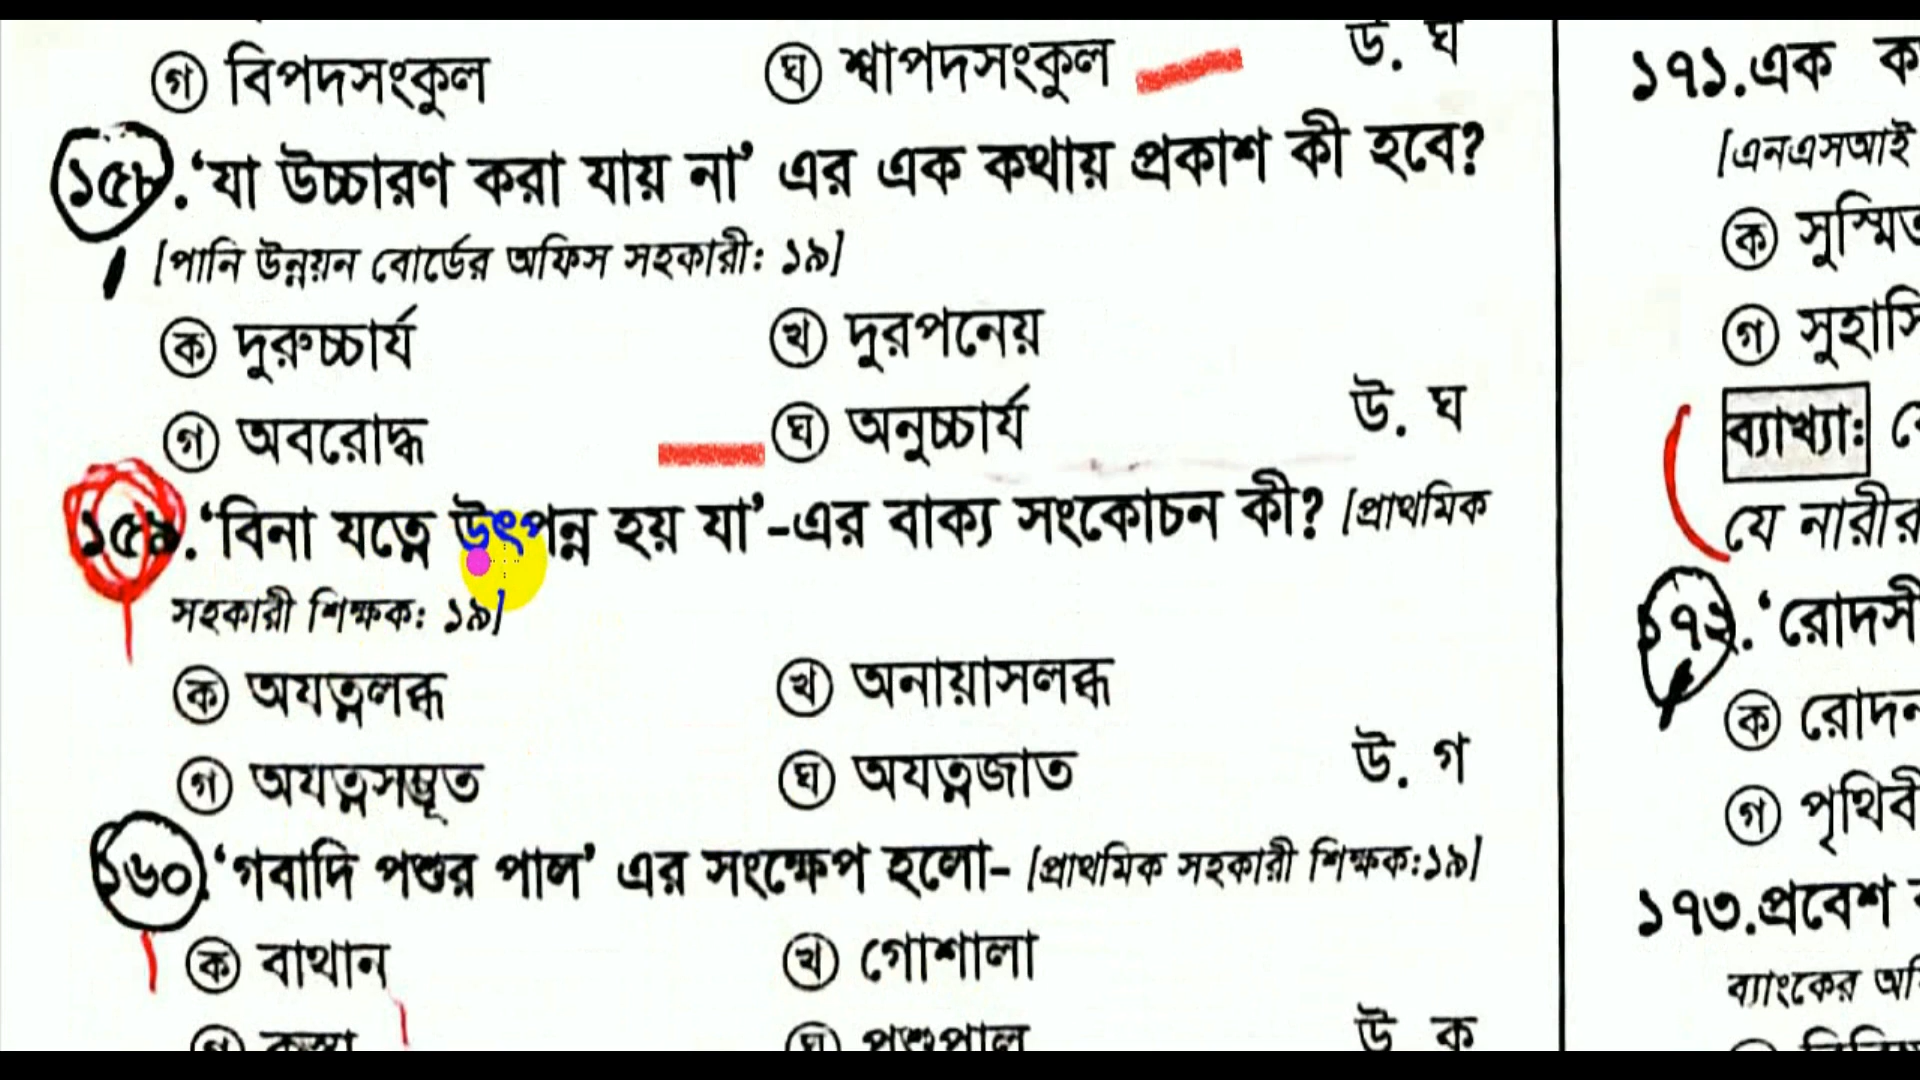 গ বিপদসংকুল ঘ শ্বাপদসংকুল উ. ঘ
১৫৮.‘যা উচ্চারণ করা যায় না’ এর এক কথায় প্রকাশ কী হবে?
[পানি উন্নয়ন বোর্ডের অফিস সহকারী: ১৯]
ক দুরুচ্চার্য খ দুরপনেয়
গ অবরোদ্ধ ঘ অনুচ্চার্য উ. ঘ
১৫৯.‘বিনা যত্নে উৎপন্ন হয় যা’-এর বাক্য সংকোচন কী? [প্রাথমিক
সহকারী শিক্ষক: ১৯]
ক অযত্নলব্ধ খ অনায়াসলব্ধ
গ অযত্নসম্ভূত ঘ অযত্নজাত উ. গ
১৬০.‘গবাদি পশুর পাল’ এর সংক্ষেপ হলো- [প্রাথমিক সহকারী শিক্ষক:১৯]
ক বাথান খ গোশালা
ঘ পশুপাল উ ক
১৭১.এক ক
[এনএসআই
ক
গ
ব্যাখ্যা:
যে নারীর
১৭২.‘রোদসী
ক
গ
১৭৩.প্রবেশ
ব্যাংকের